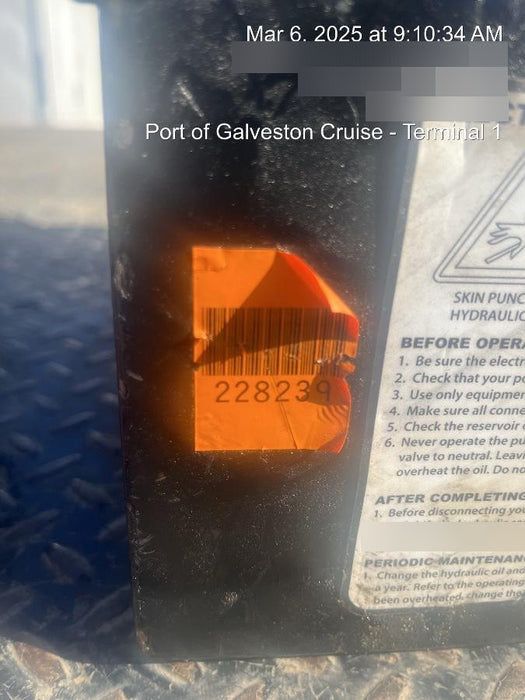 Mar 6. 2025 at 9:10:34 AM
Port of Galveston Cruise - Terminal 1
228239
SKIN PUNC
HYDRAULIC
BEFORE OPERA
1. Be sure the electr
2. Check that your po
3. Use only equipmen
4. Make sure all conne
5. Check the reservoir
6. Never operate the pu
valve to neutral. Leavi
overheat the oil. Do no
AFTER COMPLETING
1. Before disconnecting you
PERIODIC MAINTENAN
1. Change the hydraulic oil and
a year. Refer to the operating
been overheated, change the